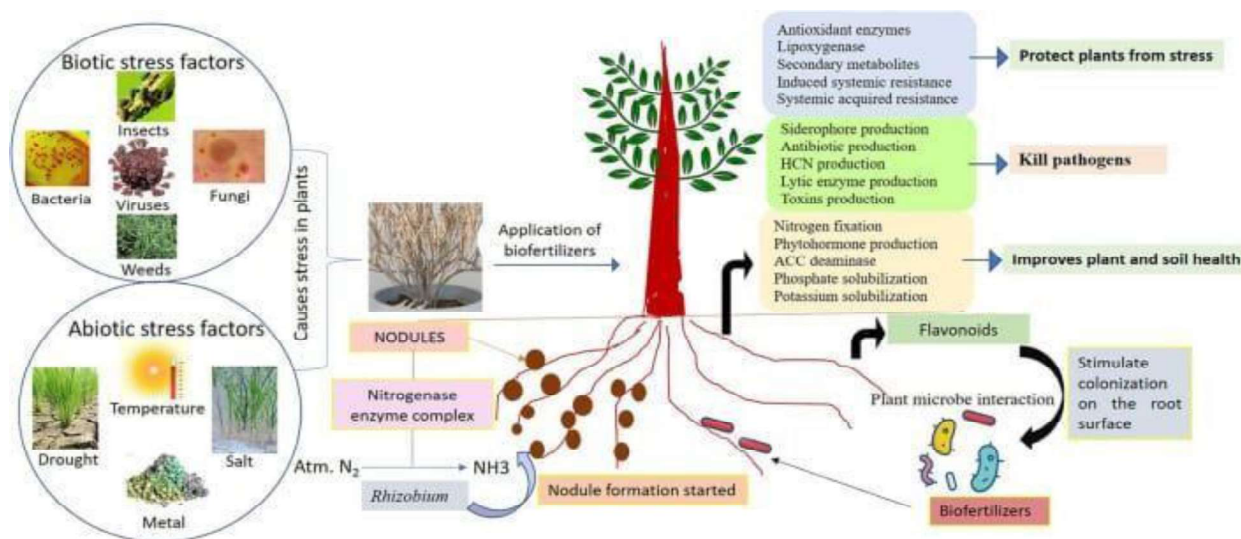 Biotic stress factors
Insects
Bacteria
Viruses
Fungi
Weeds
Abiotic stress factors
Temperature
Drought
Salt
Metal
Causes stress in plants
Application of
biofertilizers
Antioxidant enzymes
Lipoxygenase
Secondary metabolites
Induced systemic resistance
Systemic acquired resistance
Protect plants from stress
Siderophore production
Antibiotic production
HCN production
Lytic enzyme production
Toxins production
Kill pathogens
Nitrogen fixation
Phytohormone production
ACC deaminase
Phosphate solubilization
Potassium solubilization
Improves plant and soil health
NODULES
Nitrogenase
enzyme complex
Atm. N₂
NH3
Rhizobium
Nodule formation started
Flavonoids
Stimulate
colonization
on the root
surface
Plant microbe interaction
Biofertilizers